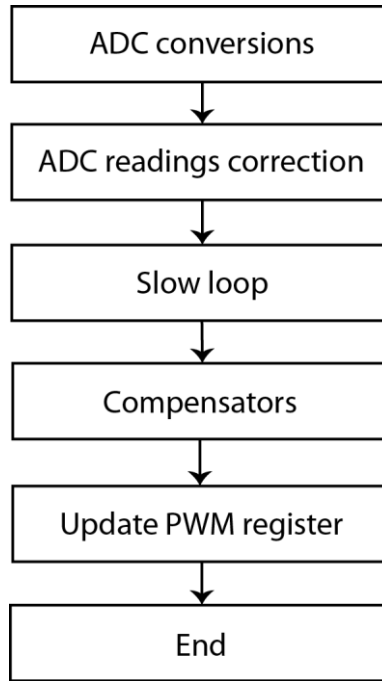 ADC conversions
ADC readings correction
Slow loop
Compensators
Update PWM register
End